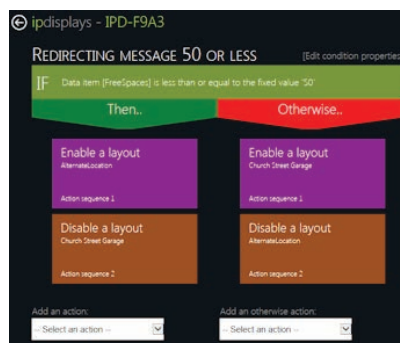 ipdisplays - IPD-F9A3
REDIRECTING MESSAGE 50 OR LESS
[Edit condition properties
IF Data item [FreeSpaces] is less than or equal to the fixed value '50'
Then..
Otherwise..
Enable a layout
AlternateLocation
Action sequence 1
Enable a layout
Church Street Garage
Action sequence 1
Disable a layout
Church Street Garage
Action sequence 2
Disable a layout
AlternateLocation
Action sequence 2
Add an action:
-- Select an action --
Add an otherwise action:
-- Select an action --